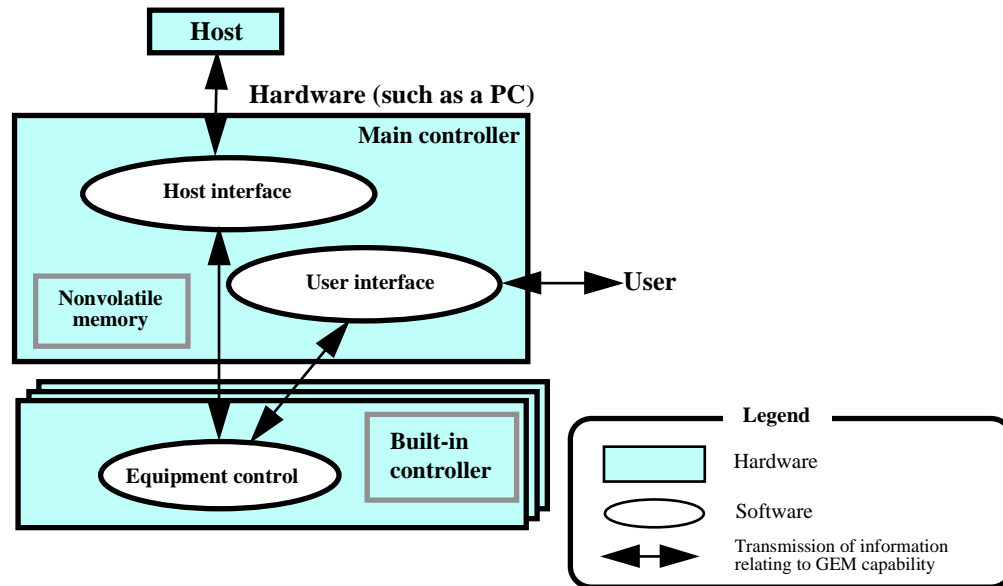 Host
Hardware (such as a PC)
Main controller
Host interface
User interface
User
Nonvolatile
memory
Built-in
controller
Equipment control
Legend
Hardware
Software
Transmission of information
relating to GEM capability